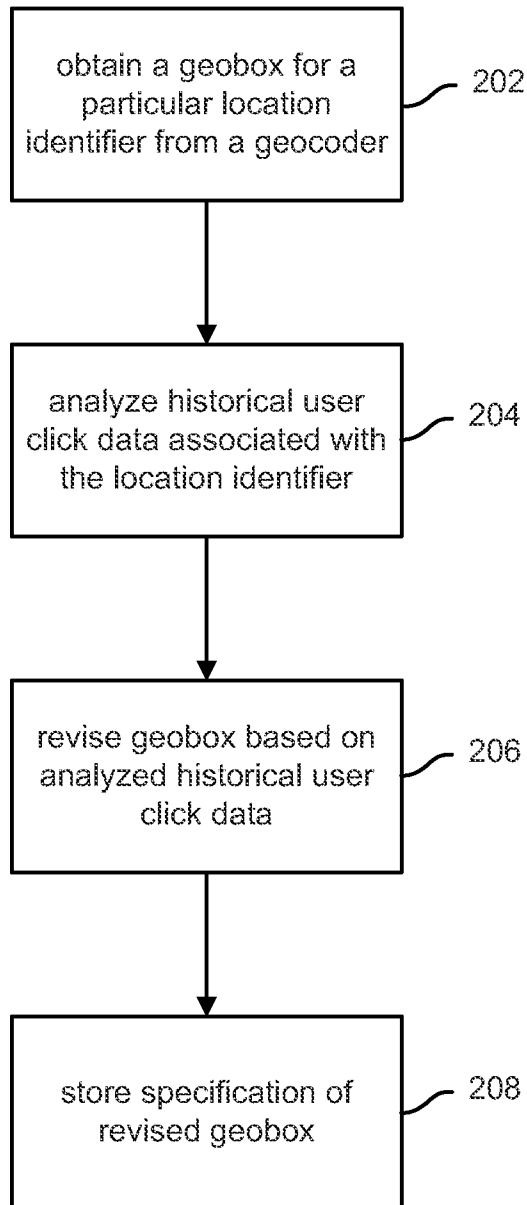 obtain a geobox for a
particular location
identifier from a geocoder
202
analyze historical user
click data associated with
the location identifier
204
revise geobox based on
analyzed historical user
click data
206
store specification of
revised geobox
208